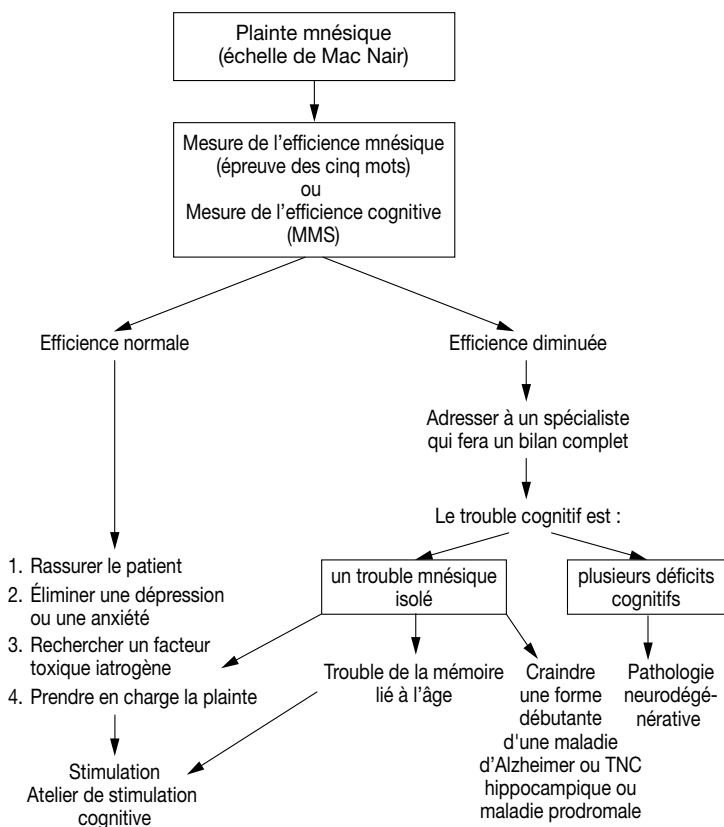 Plainte mnésique
(échelle de Mac Nair)
Mesure de l'efficience mnésique
(épreuve des cinq mots)
ou
Mesure de l'efficience cognitive
(MMS)
Efficience normale
Efficience diminuée
Adresser à un spécialiste
qui fera un bilan complet
Le trouble cognitif est :
1. Rassurer le patient
2. Éliminer une dépression
ou une anxiété
3. Rechercher un facteur
toxique iatrogène
4. Prendre en charge la plainte
un trouble mnésique
isolé
plusieurs déficits
cognitifs
Trouble de la mémoire
lié à l'âge
Craindre
une forme
débutante
d'une maladie
d'Alzheimer ou TNC
hippocampique ou
maladie prodromale
Pathologie
neurodégé-
nérative
Stimulation
Atelier de stimulation
cognitive